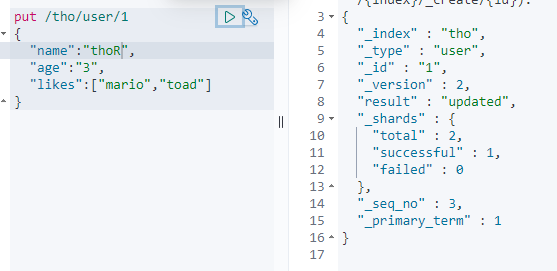 put /tho/user/1
{
  "name":"thoR",
  "age":"3",
  "likes":["mario","toad"]
}
/{index}/_create/{id}).
3 {
4   "_index" : "tho",
5   "_type" : "user",
6   "_id" : "1",
7   "_version" : 2,
8   "result" : "updated",
9   "_shards" : {
10     "total" : 2,
11     "successful" : 1,
12     "failed" : 0
13   },
14   "_seq_no" : 3,
15   "_primary_term" : 1
16 }
17